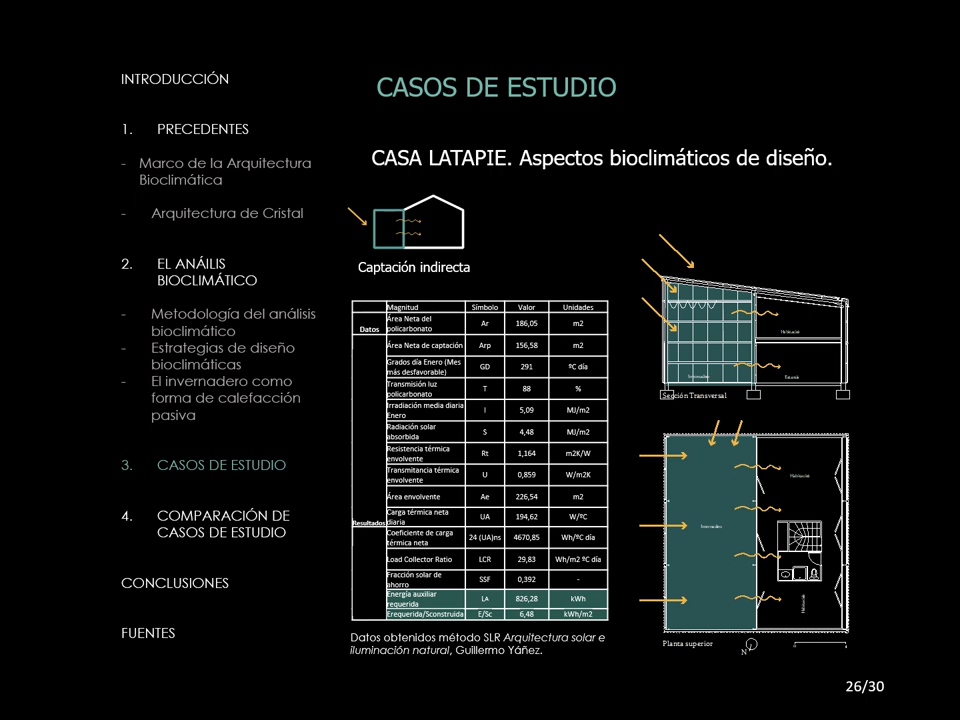 INTRODUCCIÓN
1. PRECEDENTES
- Marco de la Arquitectura
Bioclimática
- Arquitectura de Cristal
2. EL ANÁILIS
BIOCLIMÁTICO
- Metodología del análisis
bioclimático
- Estrategias de diseño
bioclimáticas
- El invernadero como
forma de calefacción
pasiva
3. CASOS DE ESTUDIO
4. COMPARACIÓN DE
CASOS DE ESTUDIO
CONCLUSIONES
FUENTES
CASOS DE ESTUDIO
CASA LATAPIE. Aspectos bioclimáticos de diseño.
Captación indirecta
Magnitud Símbolo Valor Unidades
Datos
Área Neta del
policarbonato Ar 186,05 m2
Área Neta de captación Arp 156,58 m2
Grados día Enero (Mes
más desfavorable) GD 291 ºC día
Transmisión luz
policarbonato T 88 %
Irradiación media diaria
Enero I 5,09 MJ/m2
Radiación solar
absorbida S 4,48 MJ/m2
Resistencia térmica
envolvente Rt 1,164 m2K/W
Transmitancia térmica
envolvente U 0,859 W/m2K
Área envolvente Ae 226,54 m2
Resultados
Carga térmica neta
diaria UA 194,62 W/ºC
Coeficiente de carga
térmica neta 24 (UA)ns 4670,85 Wh/ºC día
Load Collector Ratio LCR 29,83 Wh/m2 ºC día
Fracción solar de
ahorro SSF 0,392 -
Energía auxiliar
requerida LA 826,28 kWh
Erequerida/Sconstruida E/Sc 6,48 kWh/m2
Datos obtenidos método SLR Arquitectura solar e
iluminación natural, Guillermo Yáñez.
Habitación
Invernadero
Estancia
Sección Transversal
Habitación
Invernadero
Habitación
Planta superior
N
0 4
26/30